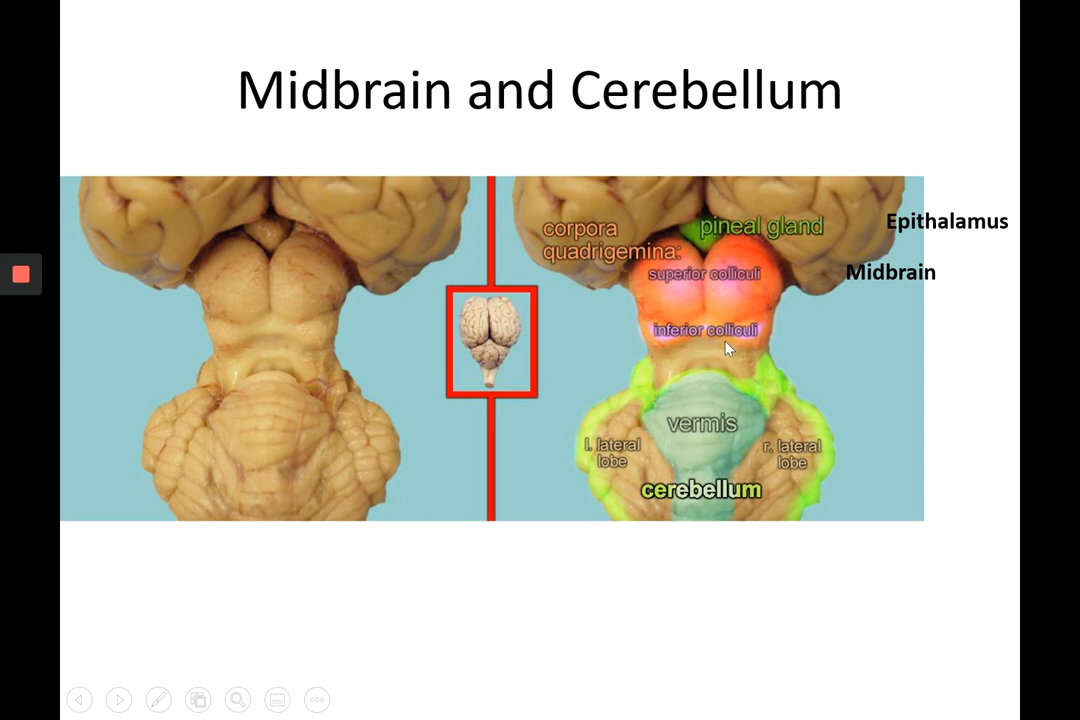 Midbrain and Cerebellum
corpora
quadrigemina:
pineal gland
Epithalamus
superior colliculi
Midbrain
inferior colliculi
vermis
l. lateral
lobe
r. lateral
lobe
cerebellum